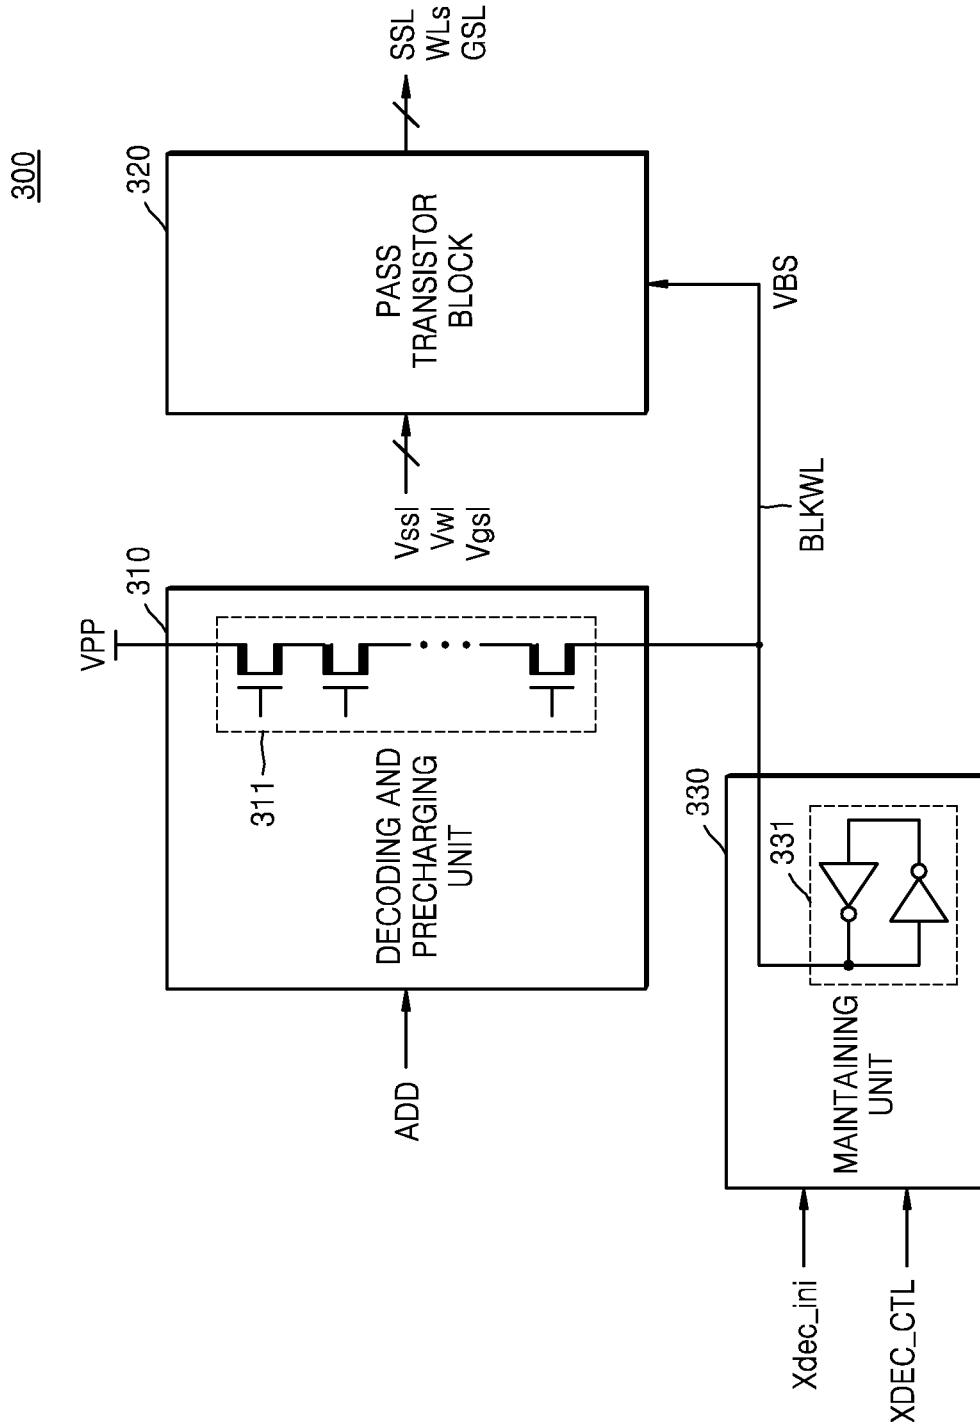 300
VPP
310
311
DECODING AND
PRECHARGING
UNIT
ADD
Vssl
Vwl
Vgsl
320
PASS
TRANSISTOR
BLOCK
SSL
WLs
GSL
VBS
BLKWL
330
331
MAINTAINING
UNIT
Xdec_ini
XDEC_CTL